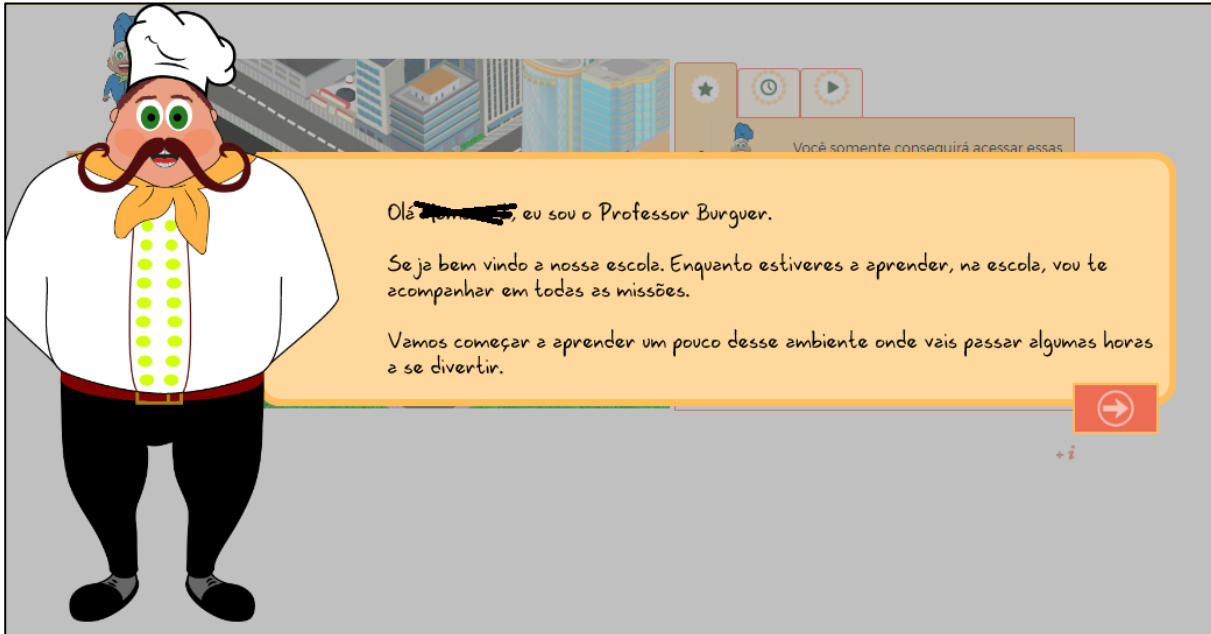 Você somente conseguirá acessar essas
Olá , eu sou o Professor Burguer.
Seja bem vindo a nossa escola. Enquanto estiveres a aprender, na escola, vou te
acompanhar em todas as missões.
Vamos começar a aprender um pouco desse ambiente onde vais passar algumas horas
a se divertir.
+ i